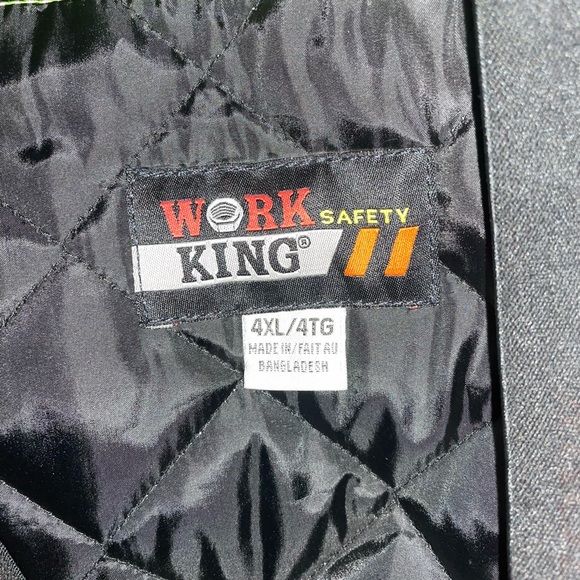 WORK SAFETY
KING®
4XL/4TG
MADE IN/FAIT AU
BANGLADESH